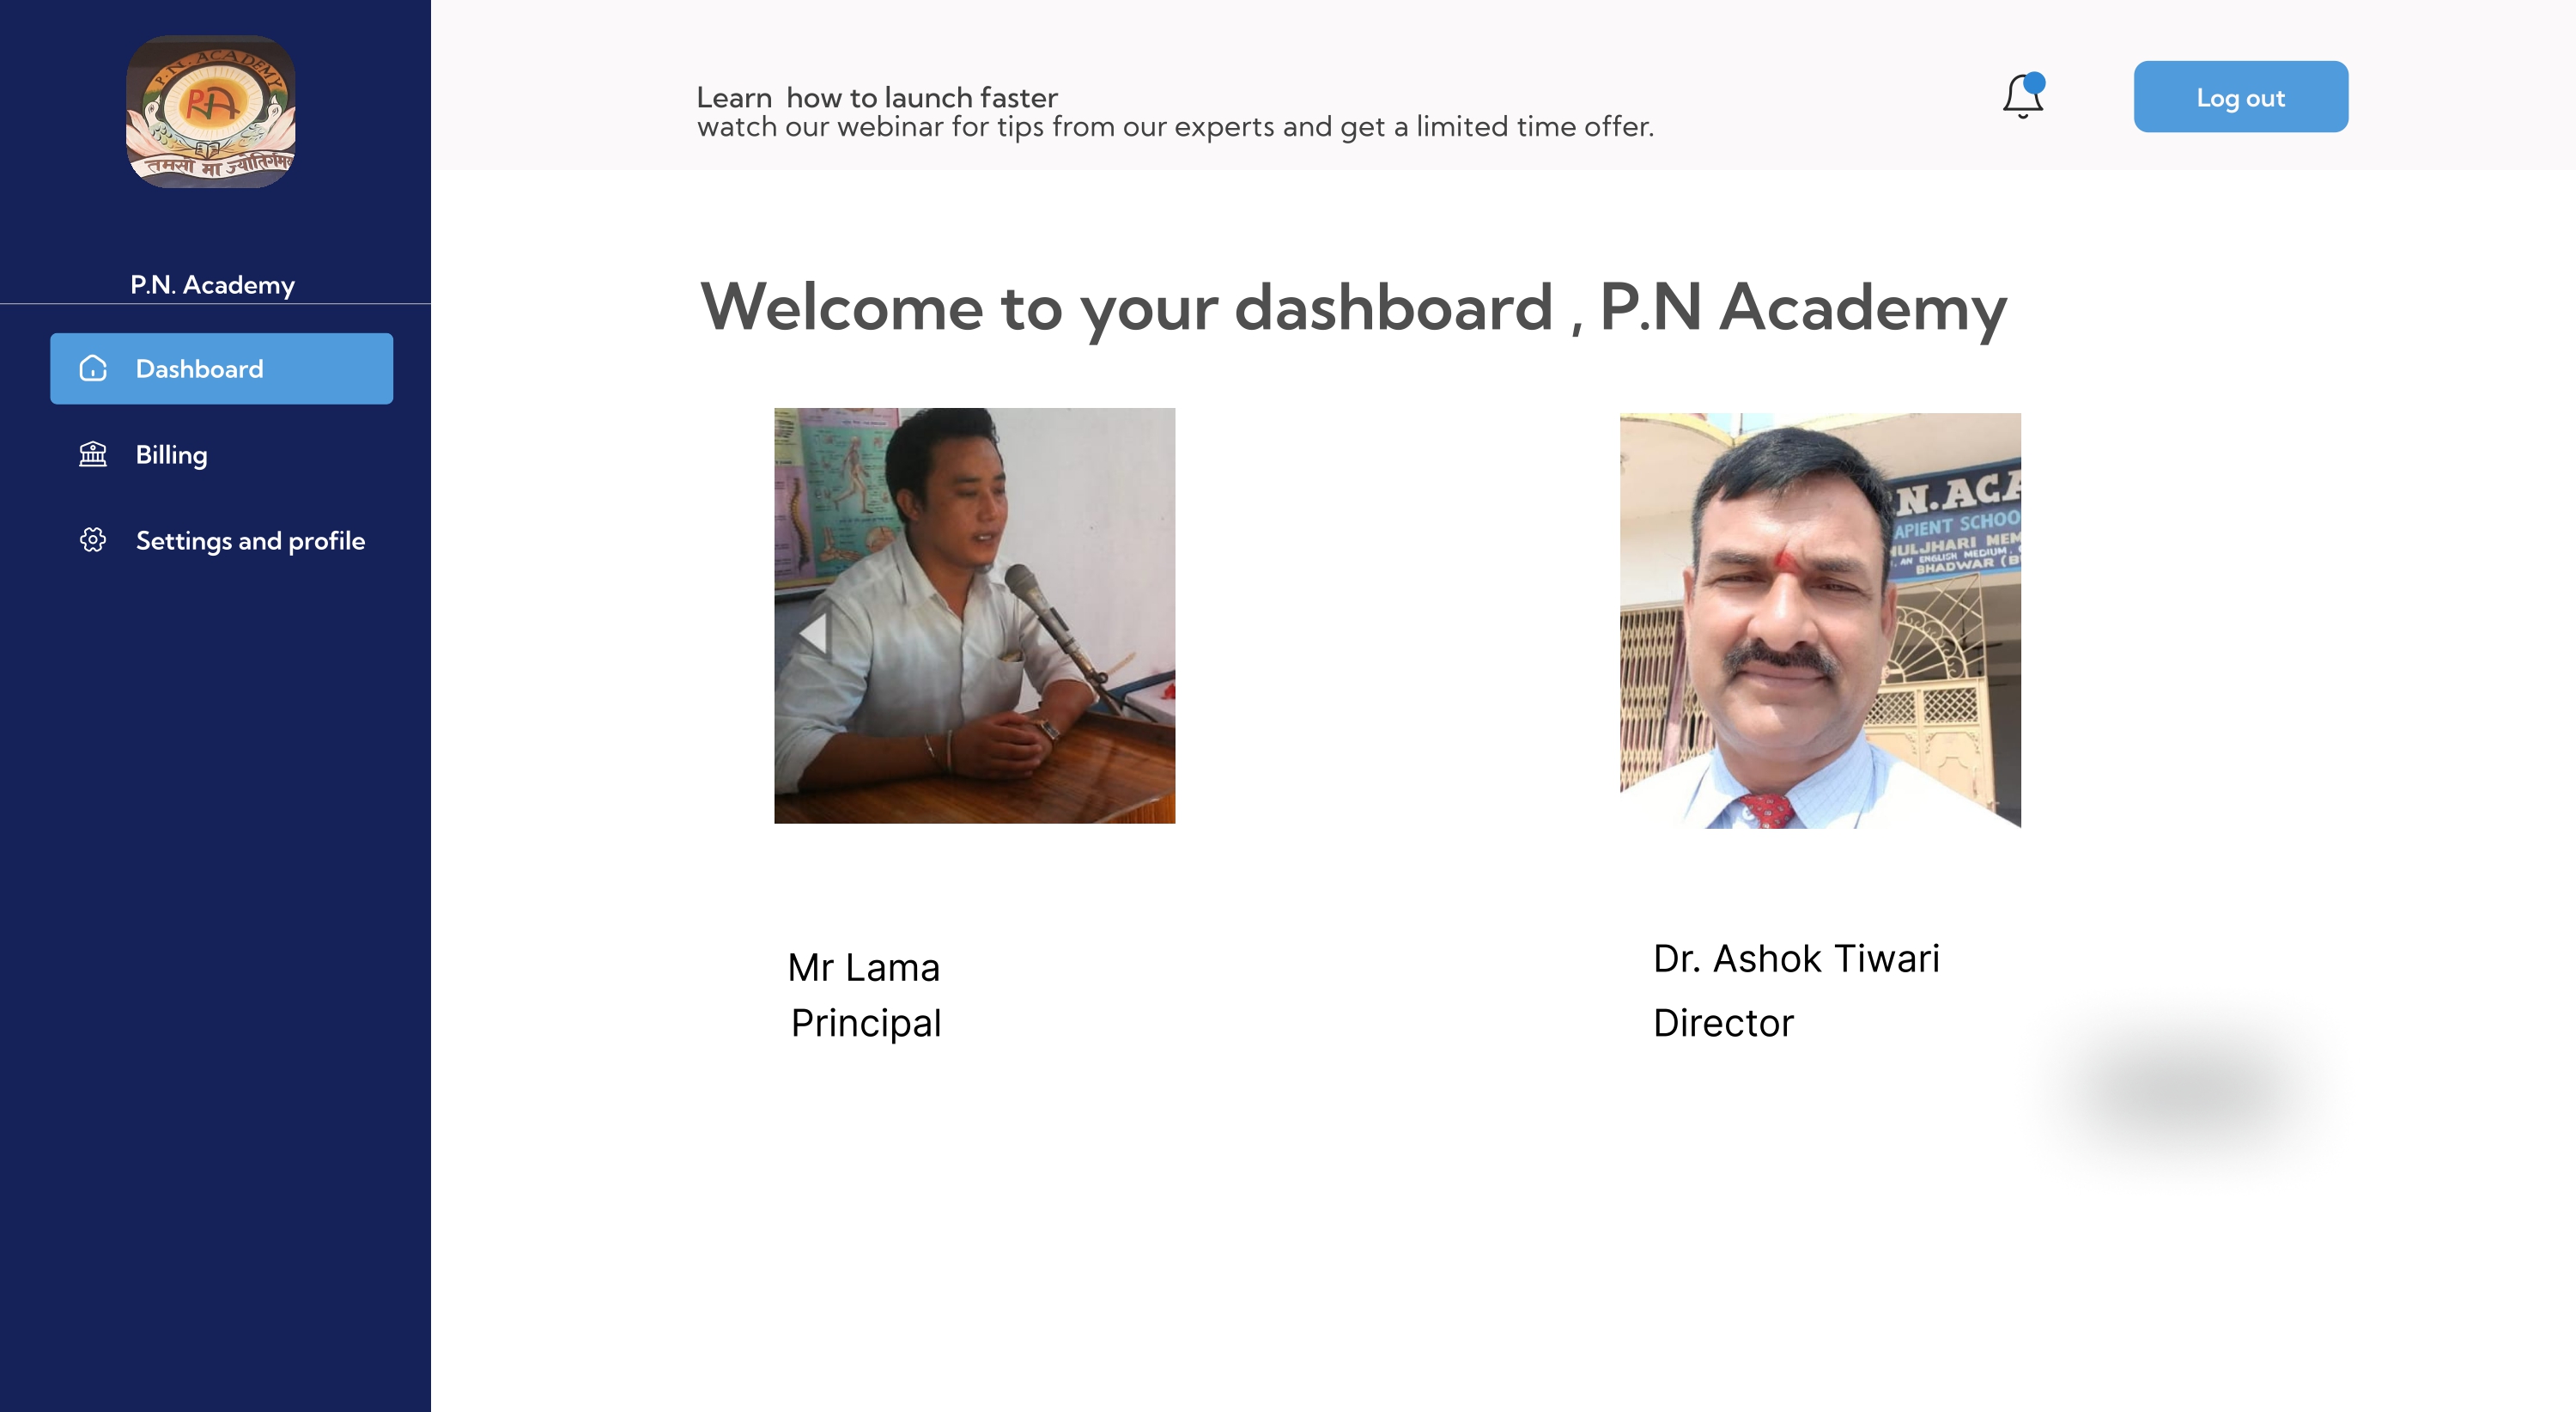 P.N. ACADEMY
PNA
तमसो मा ज्योतिर्गमय
P.N. Academy
Dashboard
Billing
Settings and profile
Learn  how to launch faster
watch our webinar for tips from our experts and get a limited time offer.
Log out
Welcome to your dashboard , P.N Academy
N.ACA
APIENT SCHOO
HULJHARI MEM
AN ENGLISH MEDIUM,
BHADWAR (B
Mr Lama
Principal
Dr. Ashok Tiwari
Director